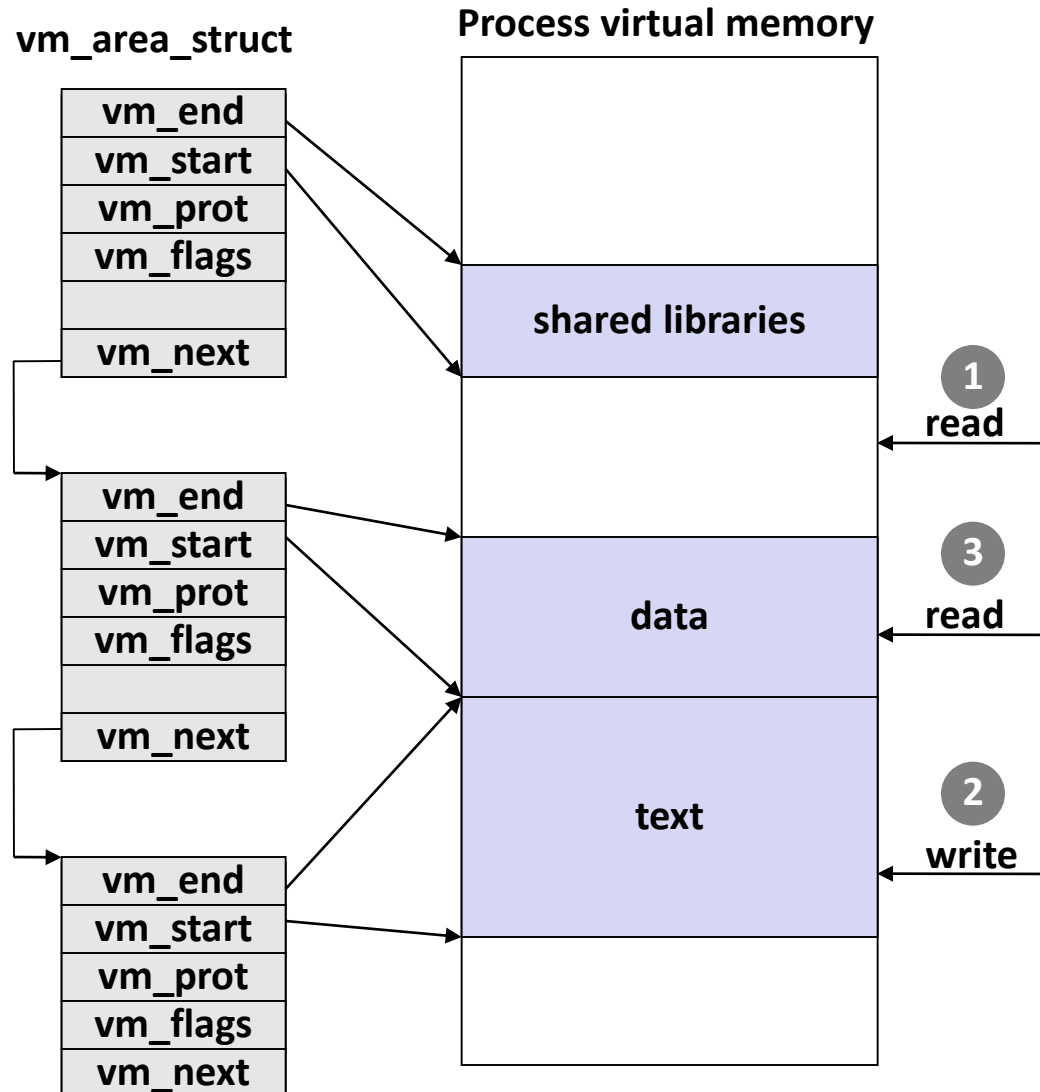 Process virtual memory
vm_area_struct
vm_end
vm_start
vm_prot
vm_flags
vm_next
shared libraries
1
read
vm_end
vm_start
vm_prot
vm_flags
vm_next
data
3
read
text
2
write
vm_end
vm_start
vm_prot
vm_flags
vm_next